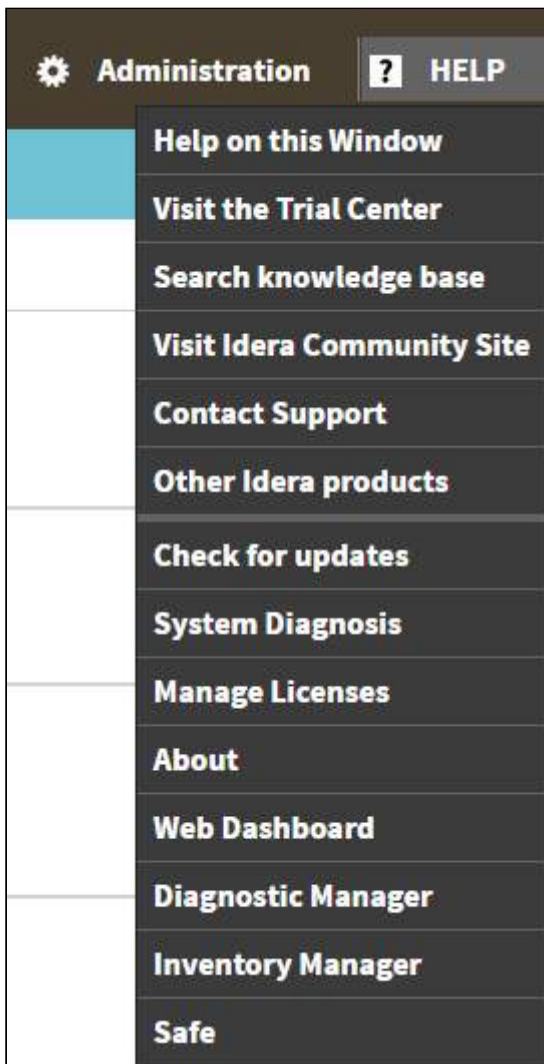 Administration ? HELP
Help on this Window
Visit the Trial Center
Search knowledge base
Visit Idera Community Site
Contact Support
Other Idera products
Check for updates
System Diagnosis
Manage Licenses
About
Web Dashboard
Diagnostic Manager
Inventory Manager
Safe